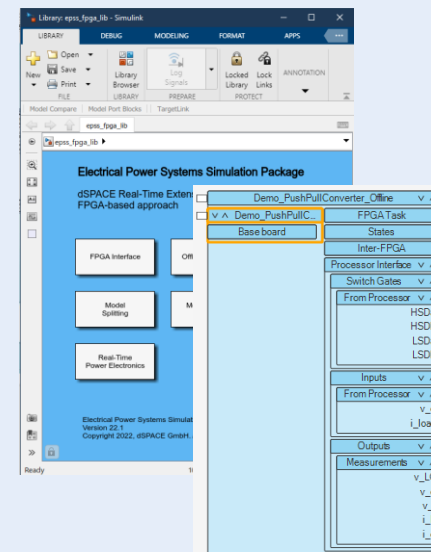 Library: epss_fpga_lib - Simulink
LIBRARY DEBUG MODELING FORMAT APPS
New
Open
Save
Print
Library
Browser
Log
Signals
Locked
Library
Lock
Links
ANNOTATION
FILE LIBRARY PREPARE PROTECT
Model Compare Model Port Blocks TargetLink
epss_fpga_lib
epss_fpga_lib
Electrical Power Systems Simulation Package
dSPACE Real-Time Exten
FPGA-based approach
FPGA Interface
Offl
Model
Splitting
M
Real-Time
Power Electronics
Electrical Power Systems Simulat
Version 22.1
Copyright 2022, dSPACE GmbH.
Ready
Demo_PushPullConverter_Offline
Demo_PushPullC...
Base board
FPGA Task
States
Inter-FPGA
Processor Interface
Switch Gates
From Processor
HSD
HSD
LSD
LSD
Inputs
From Processor
i_loa
Outputs
Measurements